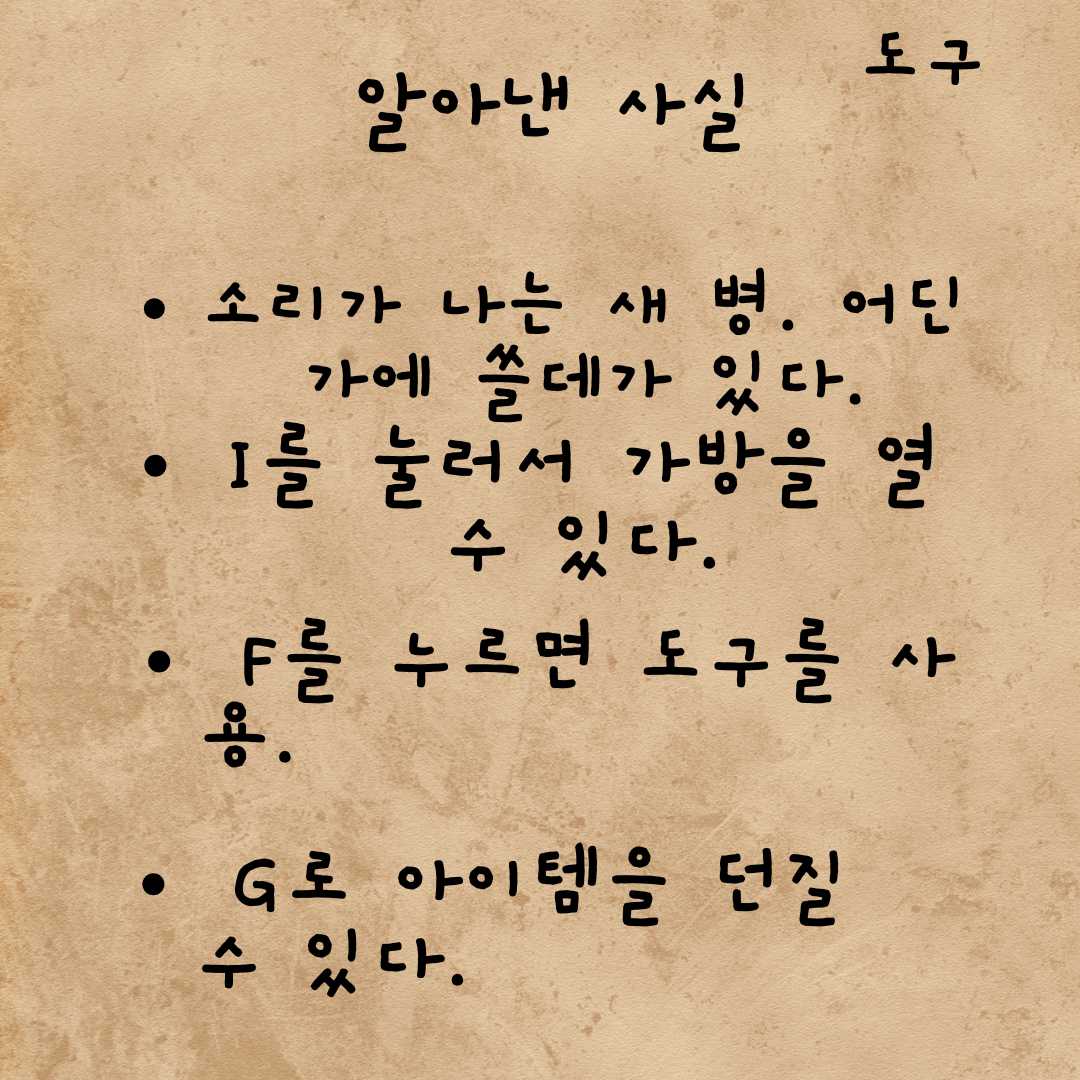 도구
알아낸 사실
• 소리가 나는 새 병. 어딘
가에 쓸데가 있다.
• I를 눌러서 가방을 열
수 있다.
• F를 누르면 도구를 사
용.
• G로 아이템을 던질
수 있다.